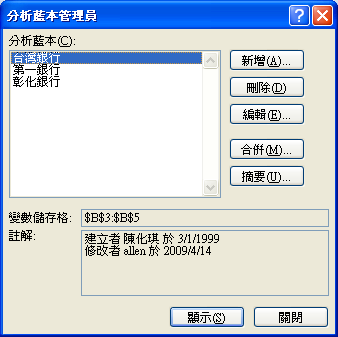 分析藍本管理員
分析藍本(C):
台灣銀行
第一銀行
彰化銀行
新增(A)...
刪除(D)
編輯(E)...
合併(M)...
摘要(U)...
變數儲存格:
$B$3:$B$5
註解:
建立者 陳化琪 於 3/1/1999
修改者 allen 於 2009/4/14
顯示(S)
關閉